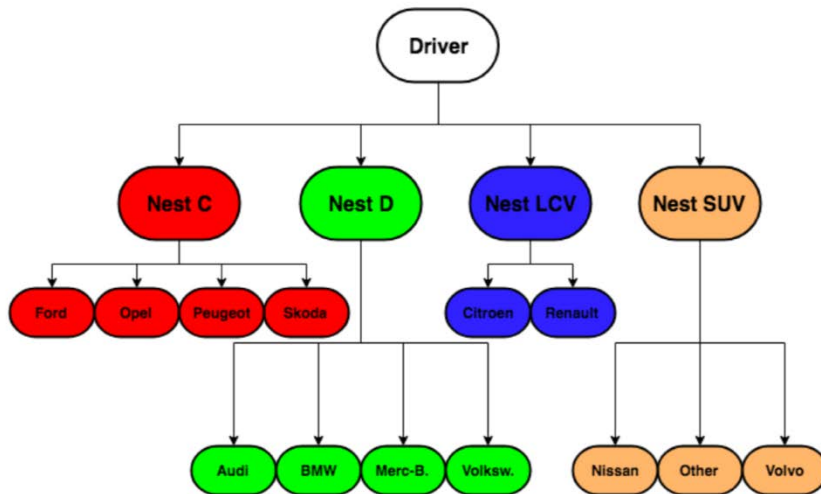 Driver
Nest C
Nest D
Nest LCV
Nest SUV
Ford
Opel
Peugeot
Skoda
Citroen
Renault
Audi
BMW
Merc-B.
Volksw.
Nissan
Other
Volvo